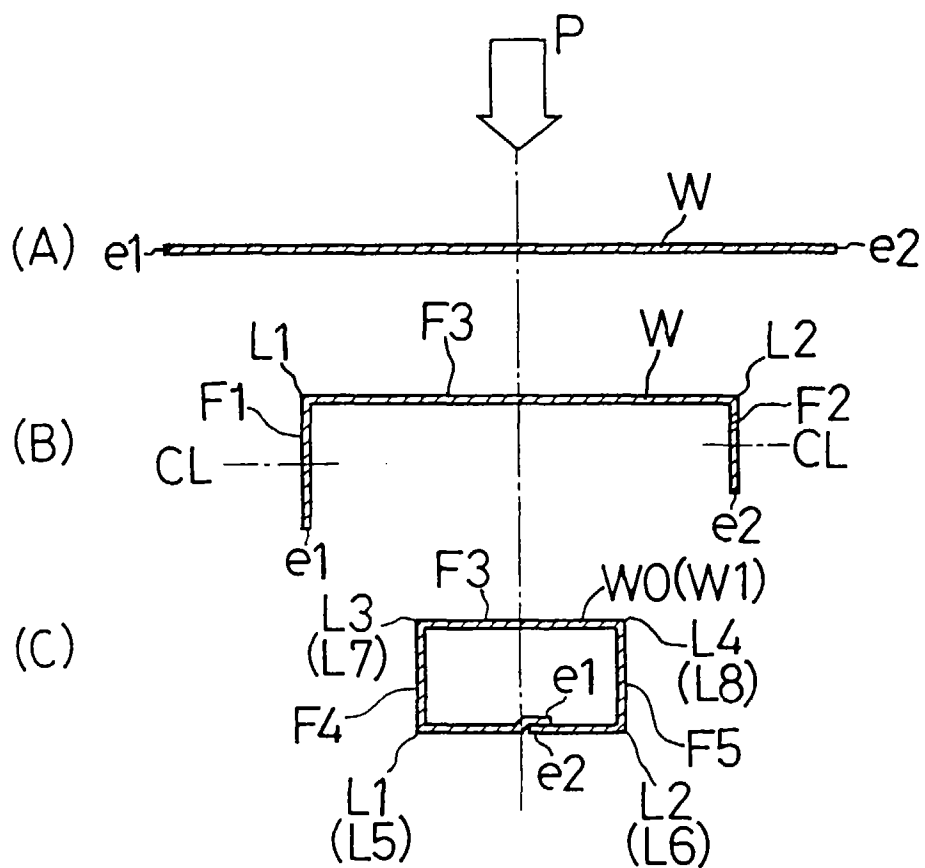 P
W
(A) e1 e2
L1 F3 W L2
F1 F2
(B) CL CL
e1 e2
F3 W0(W1)
L3 L4
(C) (L7) (L8)
e1
F4 F5
e2
L1 L2
(L5) (L6)